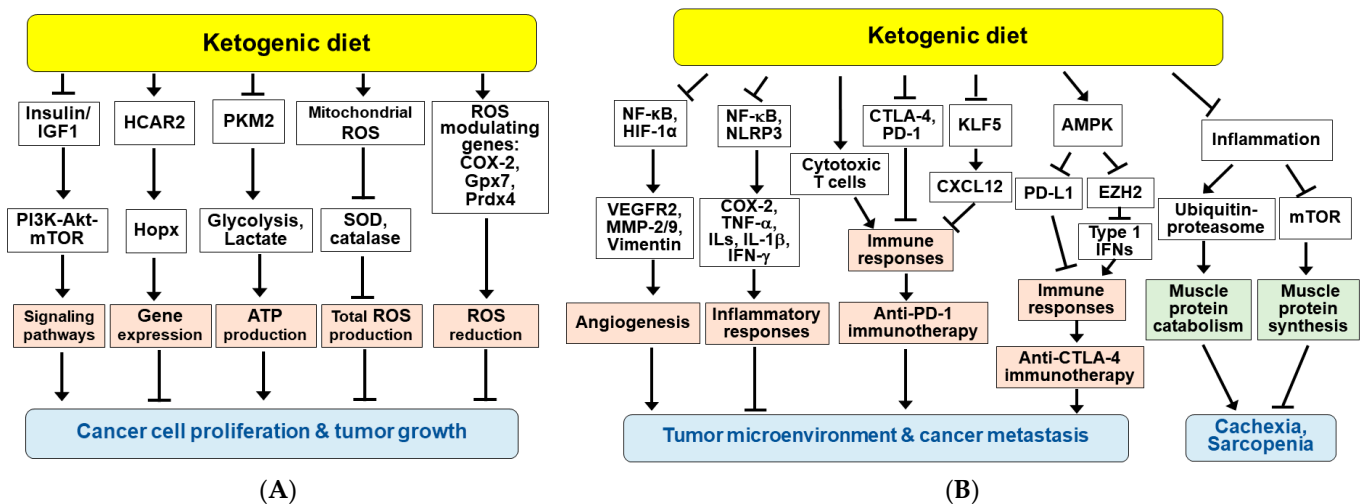 Ketogenic diet
Insulin/
IGF1
HCAR2
PKM2
Mitochondrial
ROS
ROS
modulating
genes:
COX-2,
Gpx7,
Prdx4
PI3K-Akt-
mTOR
Hopx
Glycolysis,
Lactate
SOD,
catalase
Signaling
pathways
Gene
expression
ATP
production
Total ROS
production
ROS
reduction
Cancer cell proliferation & tumor growth
(A)
Ketogenic diet
NF-κB,
HIF-1α
NF-κB,
NLRP3
CTLA-4,
PD-1
KLF5
AMPK
Inflammation
Cytotoxic
T cells
CXCL12
PD-L1
EZH2
VEGFR2,
MMP-2/9,
Vimentin
COX-2,
TNF-α,
ILs, IL-1β,
IFN-γ
Immune
responses
Type 1
IFNs
Ubiquitin-
proteasome
mTOR
Angiogenesis
Inflammatory
responses
Anti-PD-1
immunotherapy
Immune
responses
Muscle
protein
catabolism
Muscle
protein
synthesis
Anti-CTLA-4
immunotherapy
Tumor microenvironment & cancer metastasis
Cachexia,
Sarcopenia
(B)